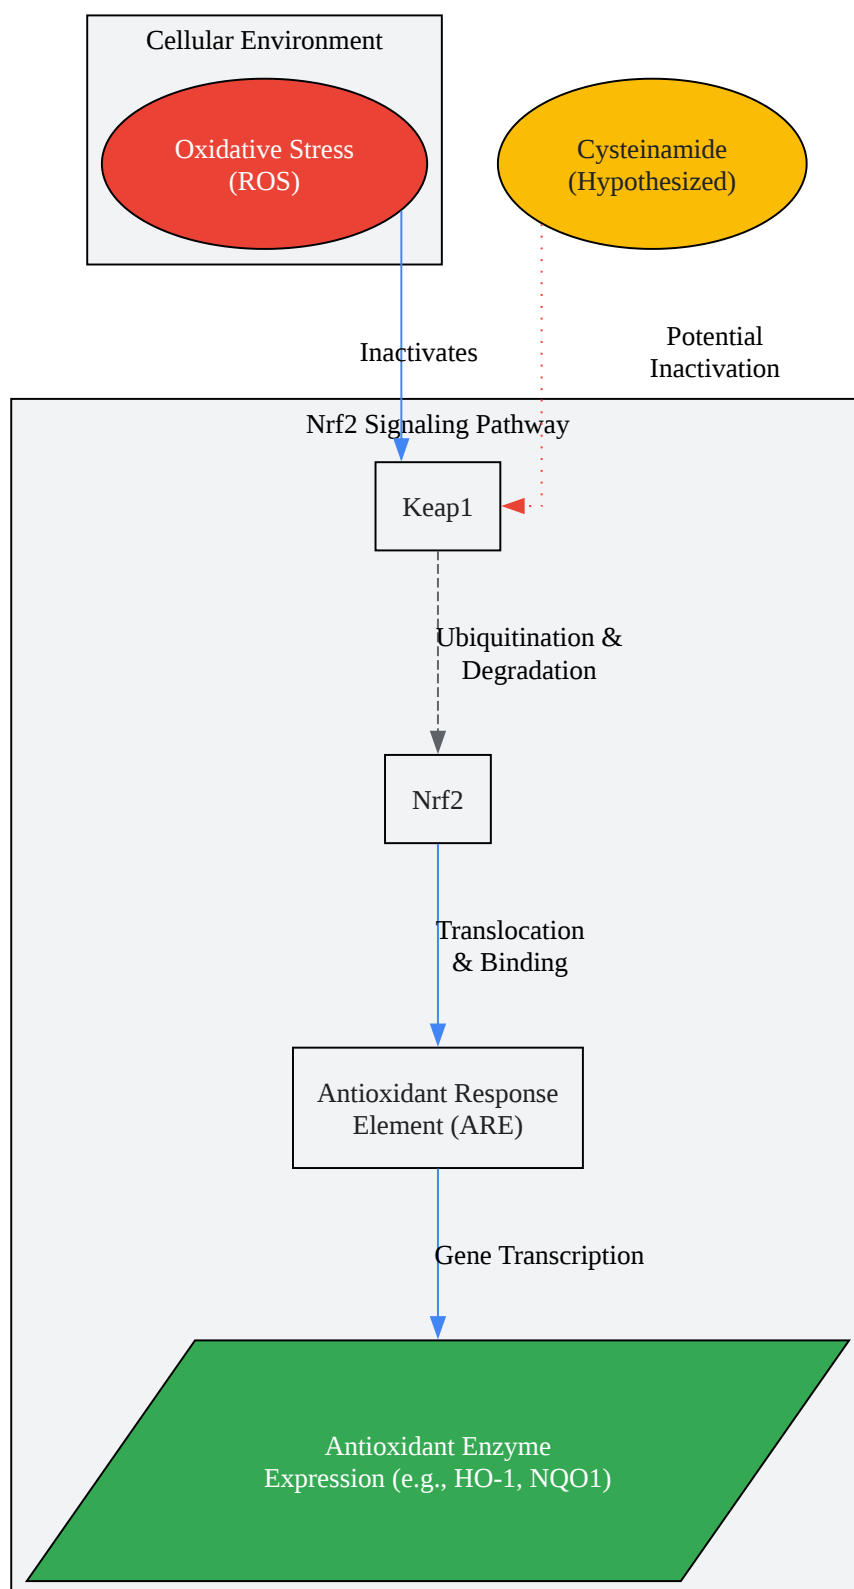 Cellular Environment
Oxidative Stress
(ROS)
Cysteinamide
(Hypothesized)
Inactivates
Potential
Inactivation
Nrf2 Signaling Pathway
Keap1
Ubiquitination &
Degradation
Nrf2
Translocation
& Binding
Antioxidant Response
Element (ARE)
Gene Transcription
Antioxidant Enzyme
Expression (e.g., HO-1, NQO1)